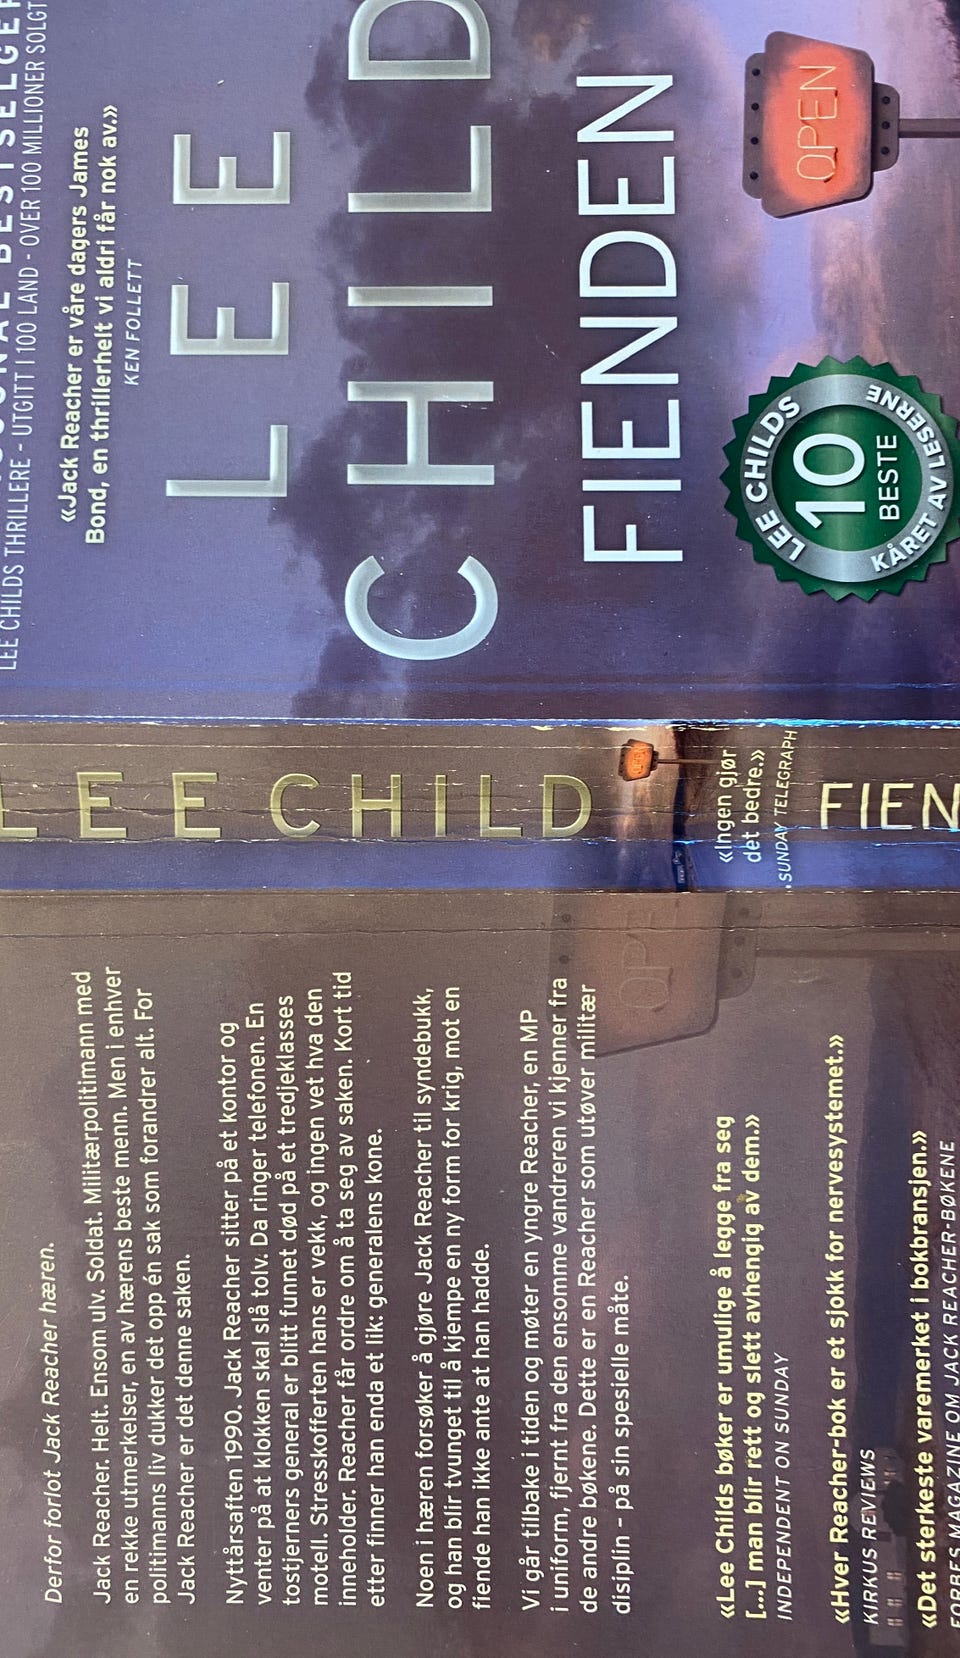 LEE CHILDS THRILLERE - UTGITT I 100 LAND - OVER 100 MILLIONER SOLGT
«Jack Reacher er våre dagers James
Bond, en thrillerhelt vi aldri får nok av.»
KEN FOLLETT
LEE
CHILD
FIENDEN
OPEN
LEE CHILDS
10
BESTE
KÅRET AV LESERNE
LEE CHILD
OPEN
«Ingen gjør
det bedre.»
SUNDAY TELEGRAPH
FIEN
Derfor forlot Jack Reacher hæren.
Jack Reacher. Helt. Ensom ulv. Soldat. Militærpolitimann med
en rekke utmerkelser, en av hærens beste menn. Men i enhver
politimanns liv dukker det opp én sak som forandrer alt. For
Jack Reacher er det denne saken.
Nyttårsaften 1990. Jack Reacher sitter på et kontor og
venter på at klokken skal slå tolv. Da ringer telefonen. En
tostjerners general er blitt funnet død på et tredjeklasses
motell. Stresskofferten hans er vekk, og ingen vet hva den
inneholder. Reacher får ordre om å ta seg av saken. Kort tid
etter finner han enda et lik: generalens kone.
Noen i hæren forsøker å gjøre Jack Reacher til syndebukk,
og han blir tvunget til å kjempe en ny form for krig, mot en
fiende han ikke ante at han hadde.
Vi går tilbake i tiden og møter en yngre Reacher, en MP
i uniform, fjernt fra den ensomme vandreren vi kjenner fra
de andre bøkene. Dette er en Reacher som utøver militær
disiplin – på sin spesielle måte.
OPEN
«Lee Childs bøker er umulige å legge fra seg
[...] man blir rett og slett avhengig av dem.»
INDEPENDENT ON SUNDAY
«Hver Reacher-bok er et sjokk for nervesystemet.»
KIRKUS REVIEWS
«Det sterkeste varemerket i bokbransjen.»
FORBES MAGAZINE OM JACK REACHER-BØKENE